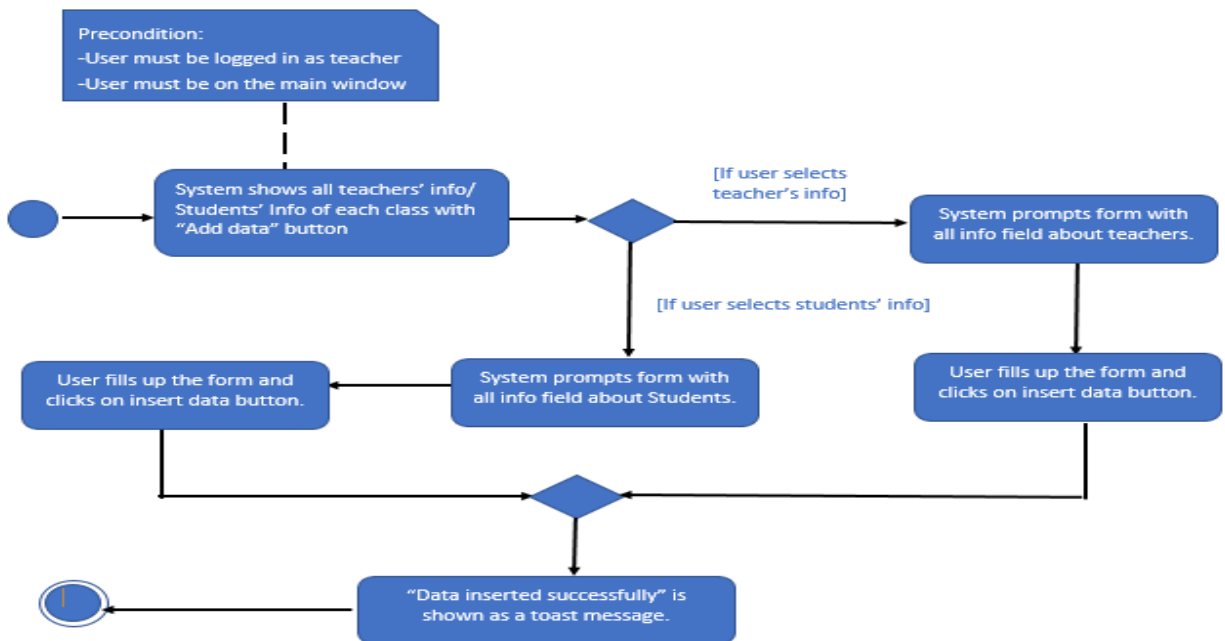 Precondition:
-User must be logged in as teacher
-User must be on the main window
System shows all teachers’ info/
Students’ Info of each class with
“Add data” button
[If user selects
teacher’s info]
System prompts form with
all info field about teachers.
[If user selects students’ info]
User fills up the form and
clicks on insert data button.
System prompts form with
all info field about Students.
User fills up the form and
clicks on insert data button.
“Data inserted successfully” is
shown as a toast message.